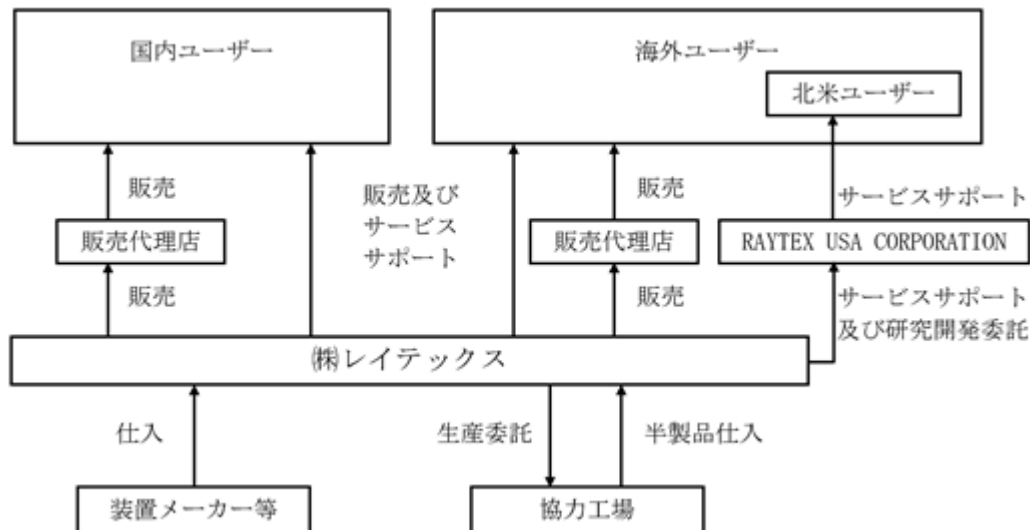 国内ユーザー
海外ユーザー
北米ユーザー
販売
販売及び
サービス
サポート
販売
サービスサポート
販売代理店
販売代理店
RAYTEX USA CORPORATION
販売
販売
サービスサポート
及び研究開発委託
㈱レイテックス
仕入
生産委託
半製品仕入
装置メーカー等
協力工場